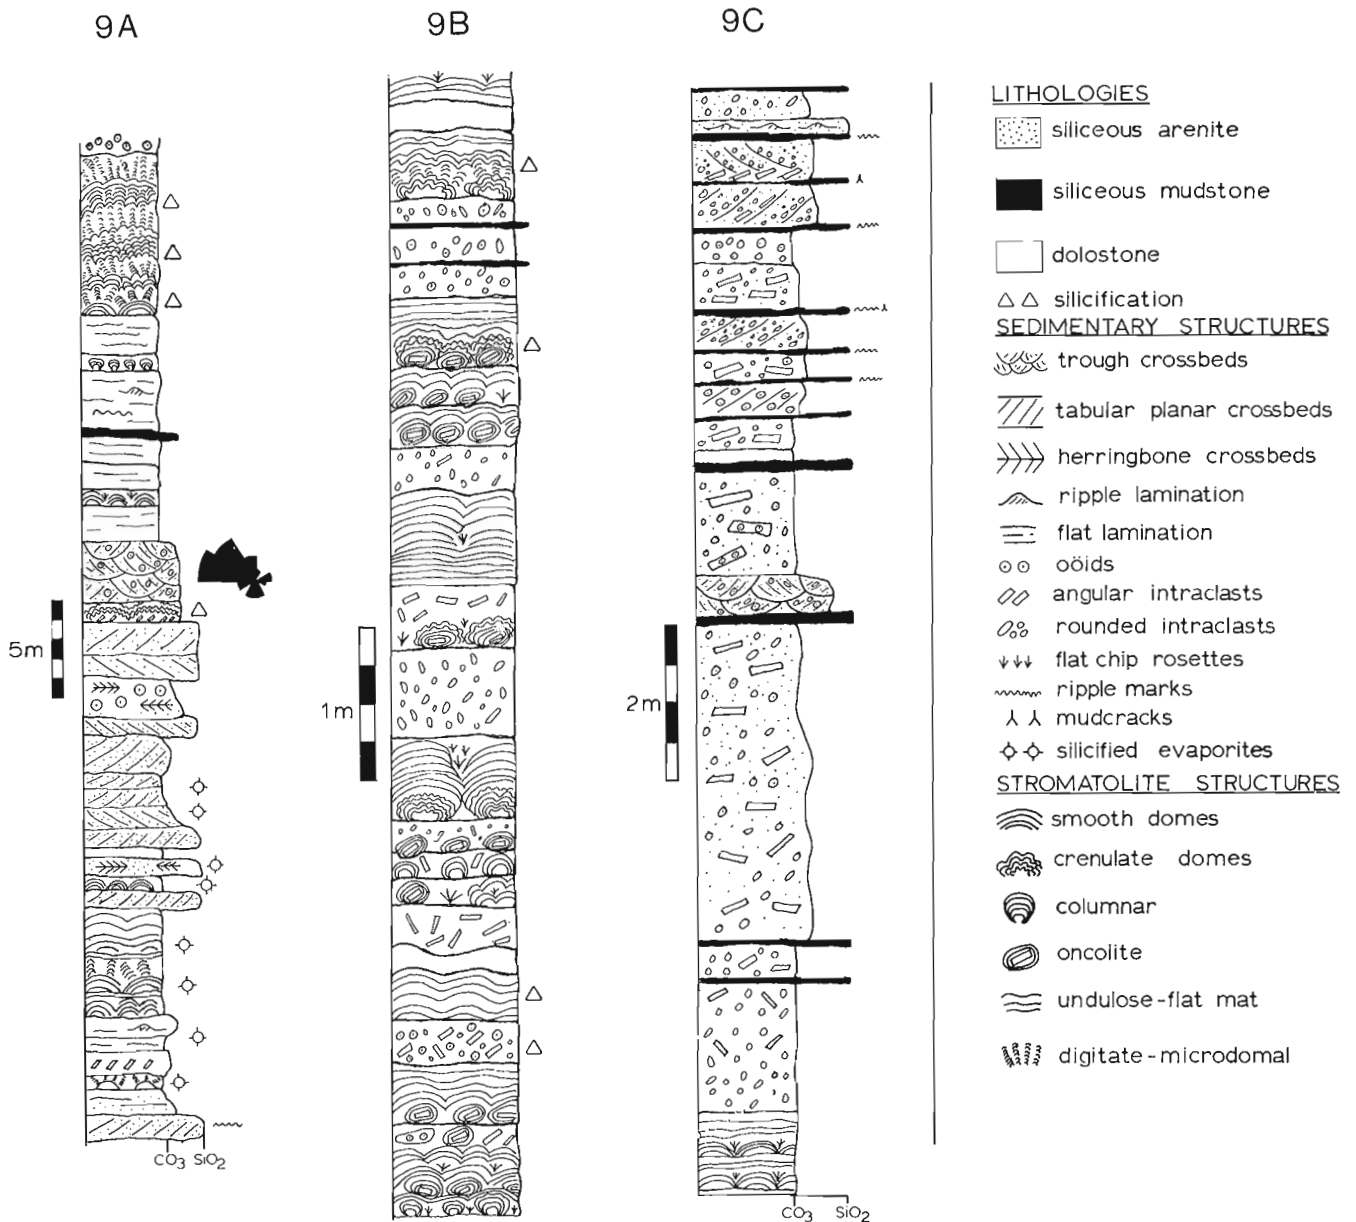 9A
9B
9C
5m
1m
2m
CO3 SiO2
CO3 SiO2
LITHOLOGIES
siliceous arenite
siliceous mudstone
dolostone
silicification
SEDIMENTARY STRUCTURES
trough crossbeds
tabular planar crossbeds
herringbone crossbeds
ripple lamination
flat lamination
oöids
angular intraclasts
rounded intraclasts
flat chip rosettes
ripple marks
mudcracks
silicified evaporites
STROMATOLITE STRUCTURES
smooth domes
crenulate domes
columnar
oncolite
undulose-flat mat
digitate-microdomal